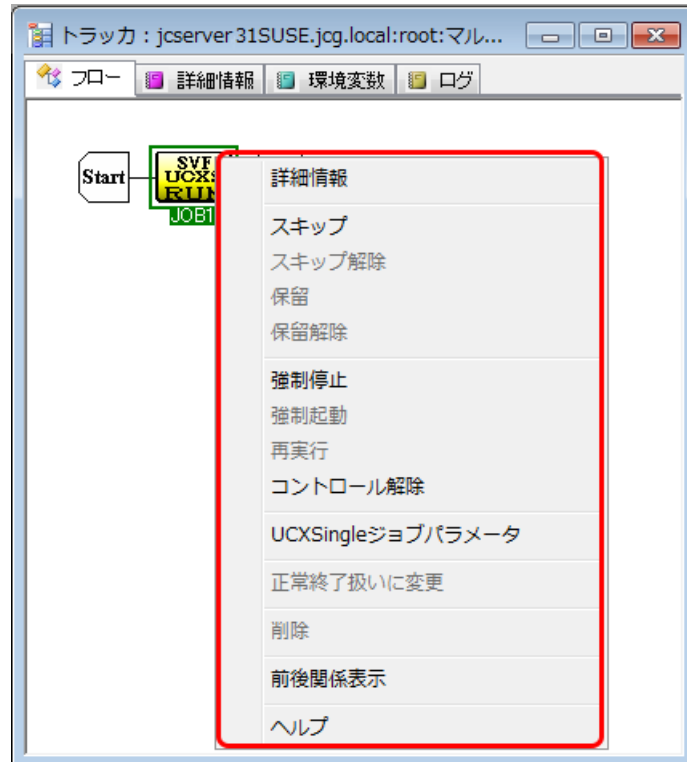 トラッカ : jcserver31SUSE.jcg.local:root:マル...
フロー 詳細情報 環境変数 ログ
Start
SVF
UCXS
RUN
JOB1
詳細情報
スキップ
スキップ解除
保留
保留解除
強制停止
強制起動
再実行
コントロール解除
UCXSingleジョブパラメータ
正常終了扱いに変更
削除
前後関係表示
ヘルプ